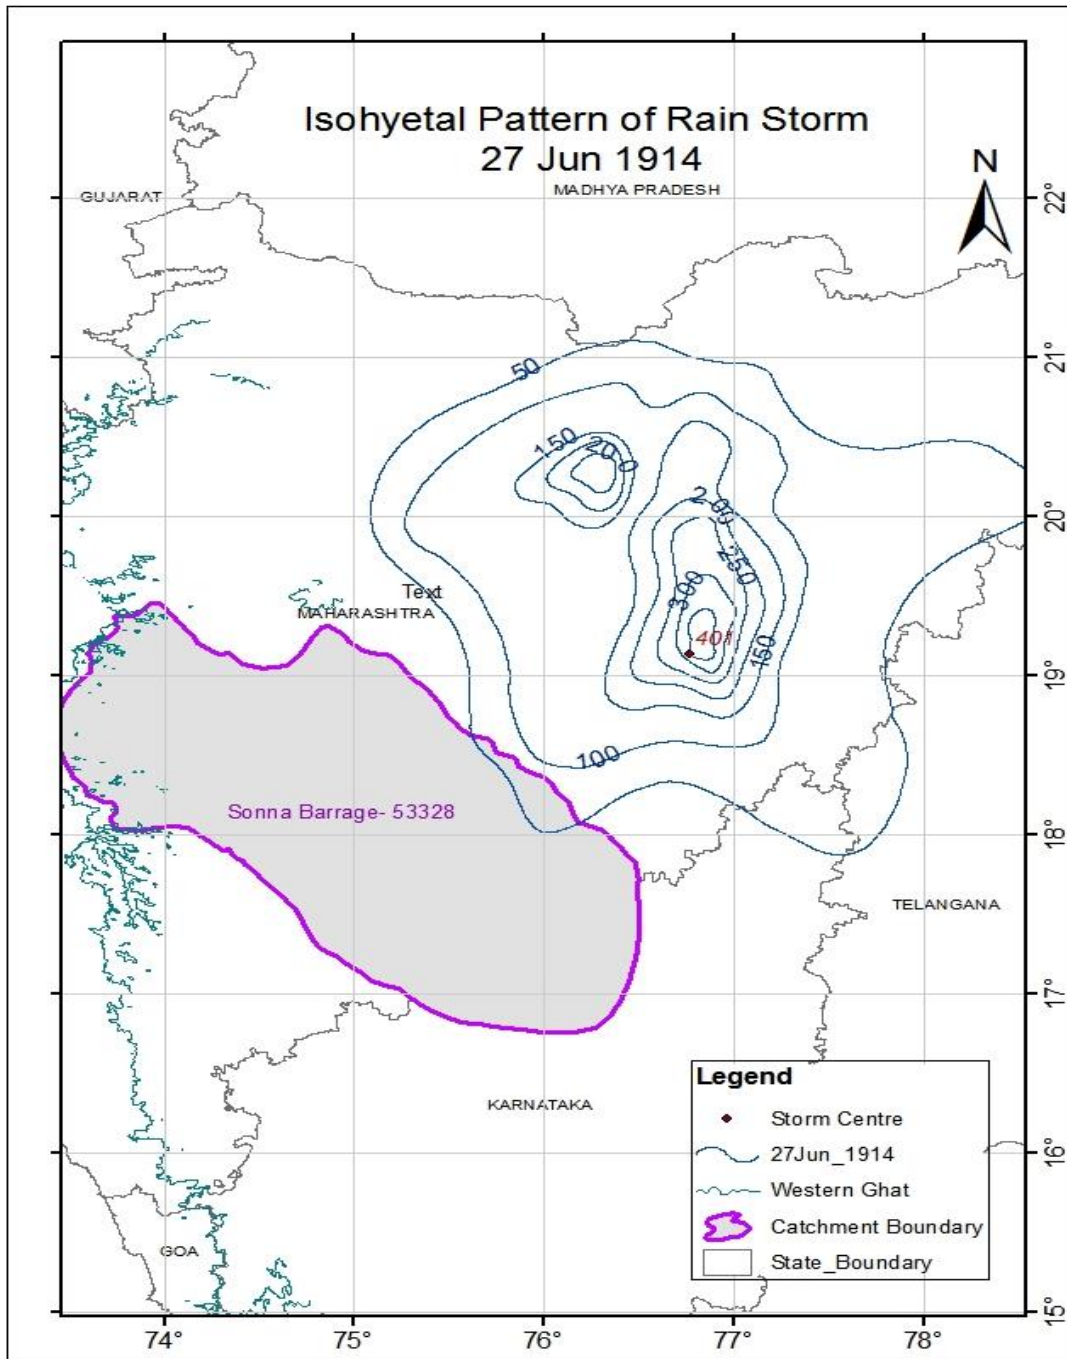 Isohyetal Pattern of Rain Storm
27 Jun 1914
MADHYA PRADESH
GUJARAT
N
22°
21°
50
150
200
200
20°
250
300
Text
MAHARASHTRA
401
150
19°
100
Sonna Barrage- 53328
18°
TELANGANA
17°
Legend
KARNATAKA
Storm Centre
27Jun_1914
16°
Western Ghat
Catchment Boundary
GOA
State_Boundary
15°
74°
75°
76°
77°
78°